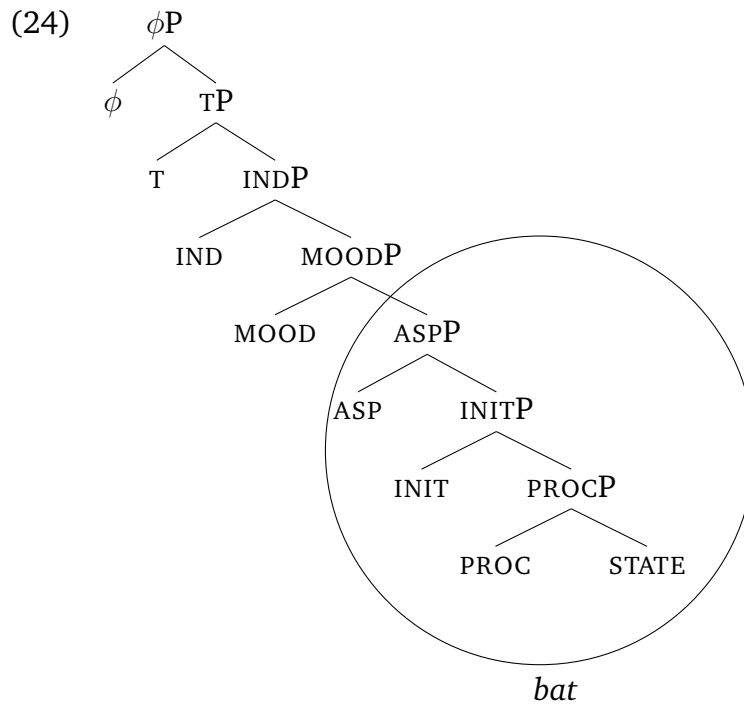 (24) ϕP
ϕ TP
T INDP
IND MOODP
MOOD ASPP
ASP INITP
INIT PROCP
PROC STATE
bat